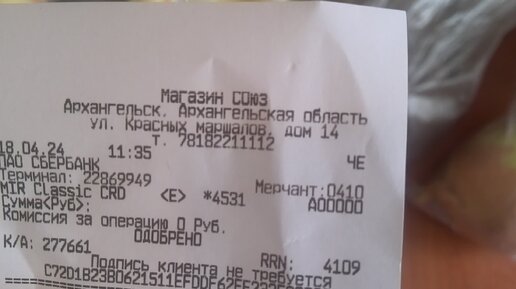 Магазин СОЮЗ
Архангельск, Архангельская область
ул. Красных маршалов, дом 14
т. 78182211112
18.04.24 11:35 ЧЕ
ПАО СБЕРБАНК
Терминал: 22869949 Мерчант:0410
MIR Classic CRD <E> *4531 A00000
Сумма<Руб>:
Комиссия за операцию 0 Руб.
ОДОБРЕНО
К/А: 277661 RRN: 4109
Подпись клиента не требуется
C7201B23B0621511EFDDF62FF